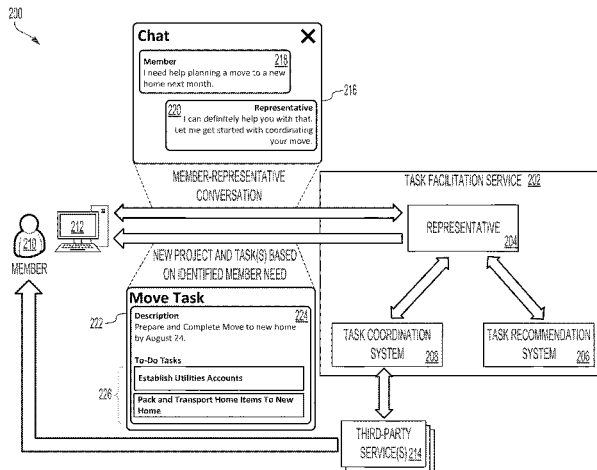 200
Chat
Member
218
I need help planning a move to a new
home next month.
216
220
Representative
I can definitely help you with that.
Let me get started with coordinating
your move.
MEMBER-REPRESENTATIVE
CONVERSATION
TASK FACILITATION SERVICE 202
212
210
MEMBER
REPRESENTATIVE
204
NEW PROJECT AND TASK(S) BASED
ON IDENTIFIED MEMBER NEED
Move Task
222
Description
224
Prepare and Complete Move to new home
by August 24.
To-Do Tasks
226
Establish Utilities Accounts
Pack and Transport Home Items To New
Home
TASK COORDINATION
SYSTEM 208
TASK RECOMMENDATION
SYSTEM 206
THIRD-PARTY
SERVICE(S) 214